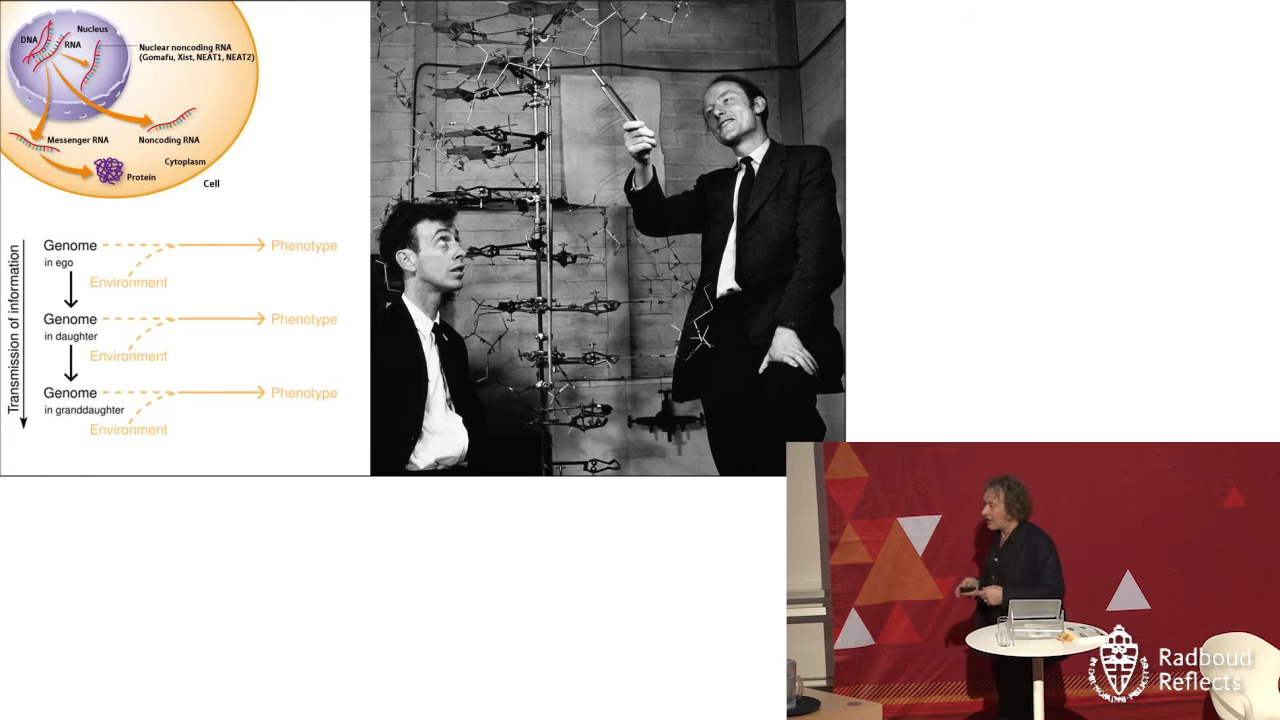 DNA
Nucleus
RNA
Nuclear noncoding RNA
(Gomafu, Xist, NEAT1, NEAT2)
Messenger RNA
Noncoding RNA
Cytoplasm
Protein
Cell
Transmission of information
Genome
Phenotype
in ego
Environment
Genome
Phenotype
in daughter
Environment
Genome
Phenotype
in granddaughter
Environment
Radboud
Reflects